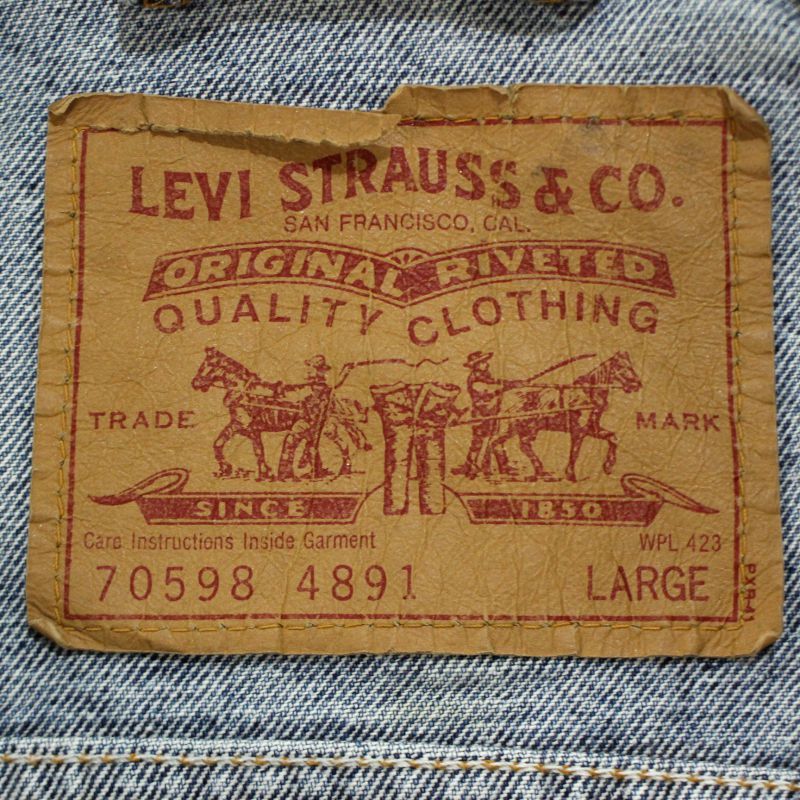 LEVI STRAUSS & CO.
SAN FRANCISCO, CAL.
ORIGINAL RIVETED
QUALITY CLOTHING
TRADE MARK
SINCE 1850
Care Instructions Inside Garment WPL 423
70598 4891 LARGE